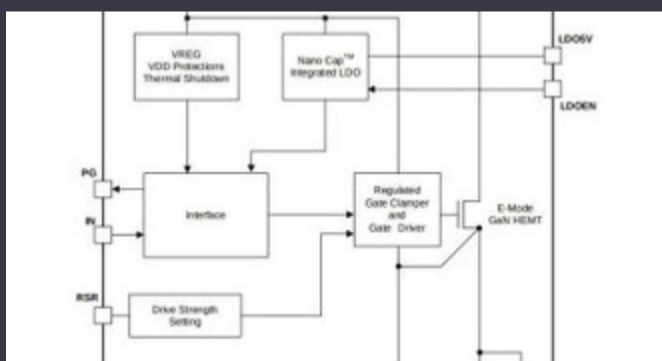 VREG
VDD Protections
Thermal Shutdown
Nano Cap™
Integrated LDO
LDO5V
LDOEN
PG
IN
Interface
Regulated
Gate Clamper
and
Gate Driver
E-Mode
GaN HEMT
RSR
Drive Strength
Setting